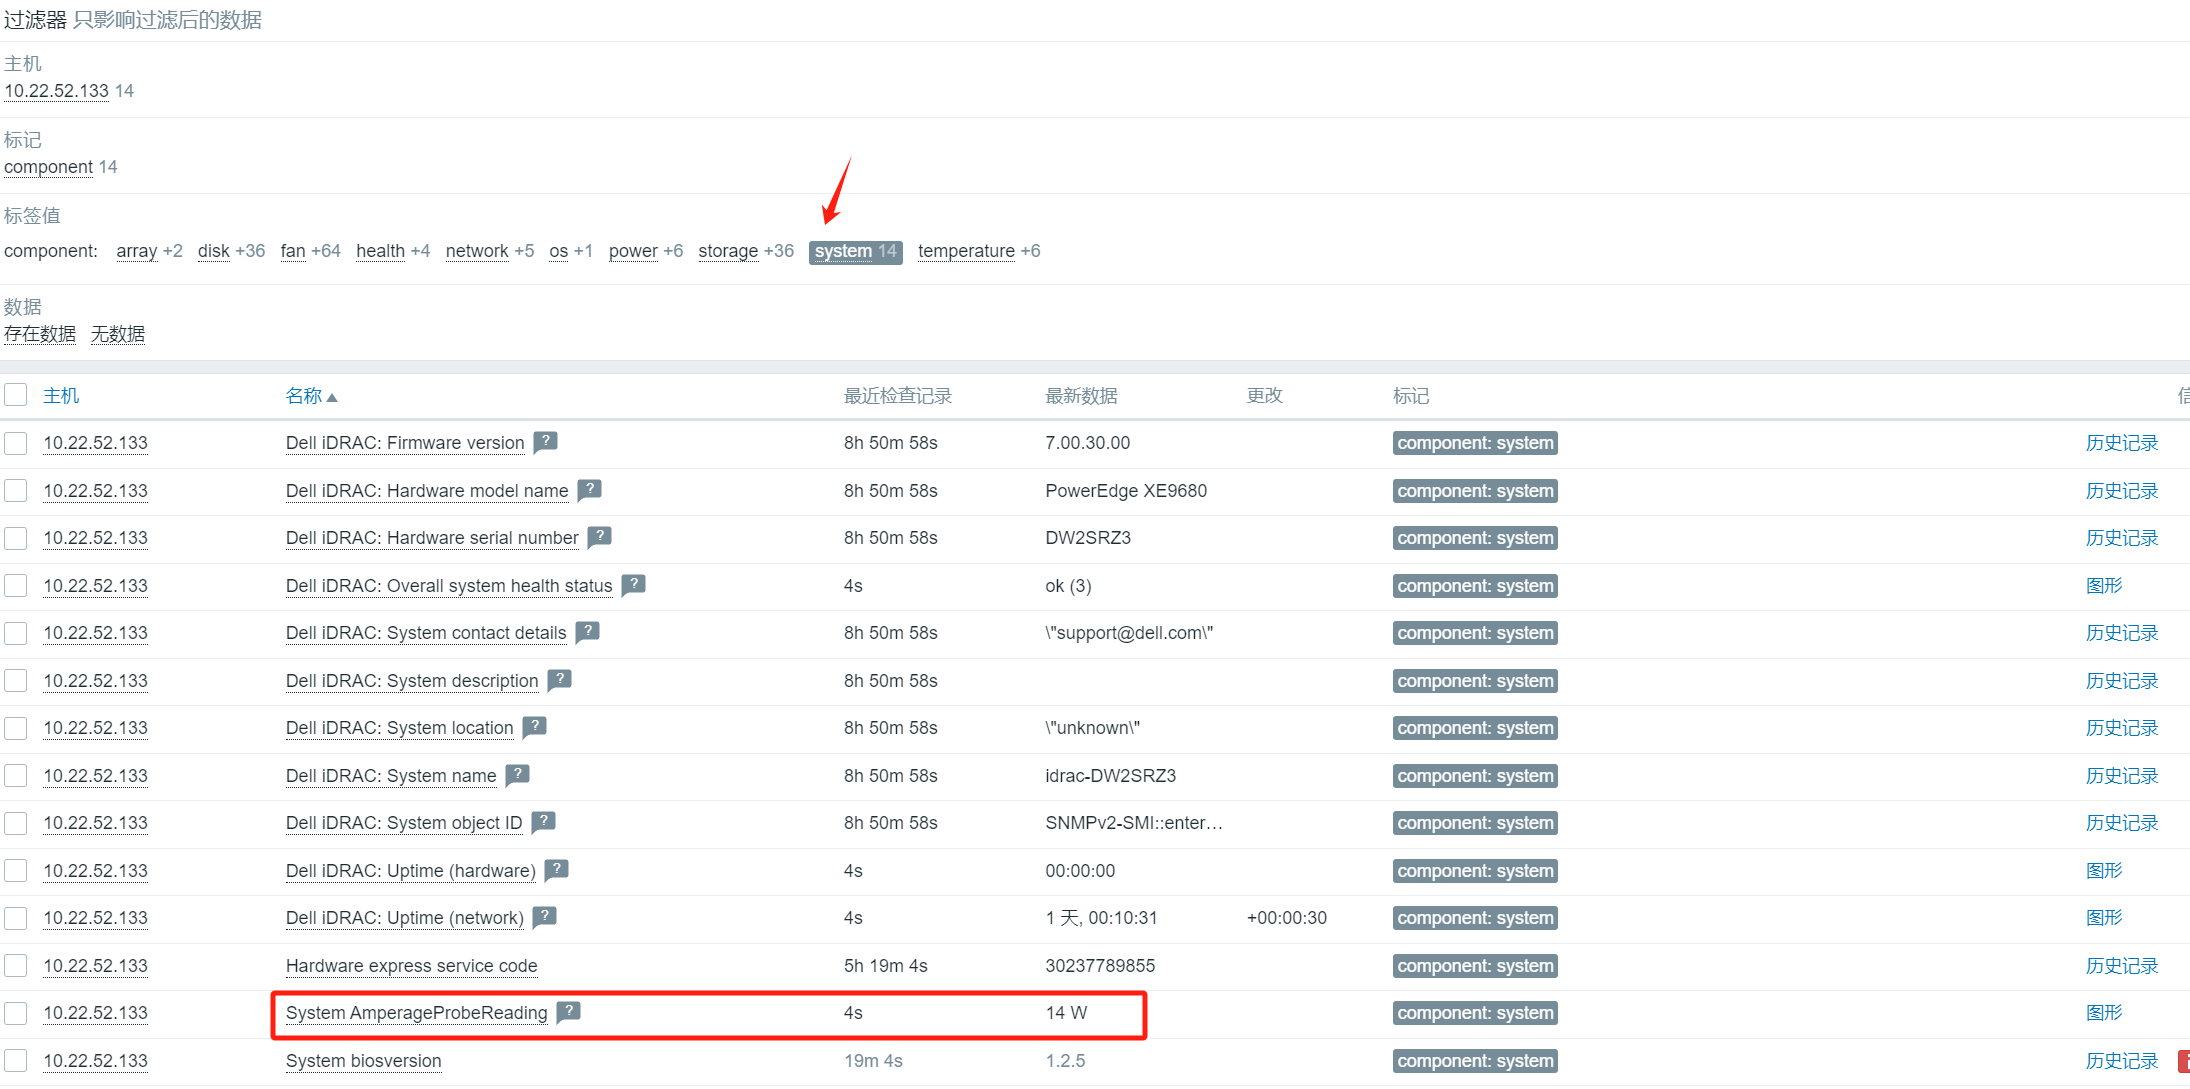 过滤器 只影响过滤后的数据
主机
10.22.52.133 14
标记
component 14
标签值
component: array +2 disk +36 fan +64 health +4 network +5 os +1 power +6 storage +36 system 14 temperature +6
数据
存在数据 无数据
主机 名称▲ 最近检查记录 最新数据 更改 标记
10.22.52.133 Dell iDRAC: Firmware version ? 8h 50m 58s 7.00.30.00 component: system 历史记录
10.22.52.133 Dell iDRAC: Hardware model name ? 8h 50m 58s PowerEdge XE9680 component: system 历史记录
10.22.52.133 Dell iDRAC: Hardware serial number ? 8h 50m 58s DW2SRZ3 component: system 历史记录
10.22.52.133 Dell iDRAC: Overall system health status ? 4s ok (3) component: system 图形
10.22.52.133 Dell iDRAC: System contact details ? 8h 50m 58s \"support@dell.com\" component: system 历史记录
10.22.52.133 Dell iDRAC: System description ? 8h 50m 58s component: system 历史记录
10.22.52.133 Dell iDRAC: System location ? 8h 50m 58s \"unknown\" component: system 历史记录
10.22.52.133 Dell iDRAC: System name ? 8h 50m 58s idrac-DW2SRZ3 component: system 历史记录
10.22.52.133 Dell iDRAC: System object ID ? 8h 50m 58s SNMPv2-SMI::enter… component: system 历史记录
10.22.52.133 Dell iDRAC: Uptime (hardware) ? 4s 00:00:00 component: system 图形
10.22.52.133 Dell iDRAC: Uptime (network) ? 4s 1 天, 00:10:31 +00:00:30 component: system 图形
10.22.52.133 Hardware express service code 5h 19m 4s 30237789855 component: system 历史记录
10.22.52.133 System AmperageProbeReading ? 4s 14 W component: system 图形
10.22.52.133 System biosversion 19m 4s 1.2.5 component: system 历史记录